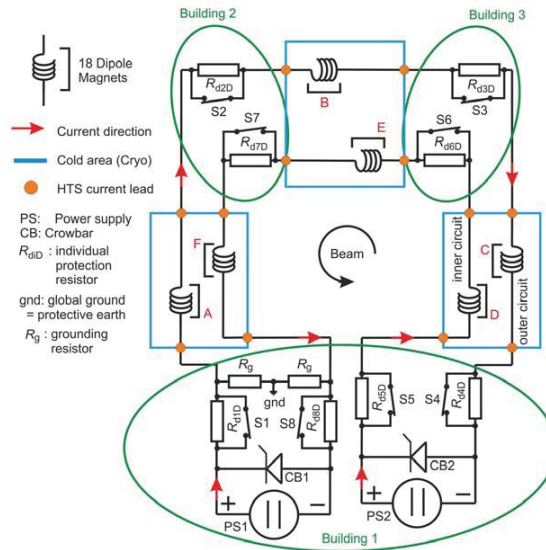 Building 2
Building 3
18 Dipole
Magnets
Rd2D
S2
B
Rd3D
S3
S7
Rd7D
E
S6
Rd6D
Current direction
Cold area (Cryo)
HTS current lead
PS: Power supply
CB: Crowbar
RdiD : individual
protection
resistor
gnd: global ground
= protective earth
Rg : grounding
resistor
F
A
Beam
inner circuit
C
D
outer circuit
Rg
Rg
gnd
Rd1D
S1
S8
Rd8D
Rd5D
S5
S4
Rd4D
CB1
CB2
+
−
+
−
PS1
PS2
Building 1